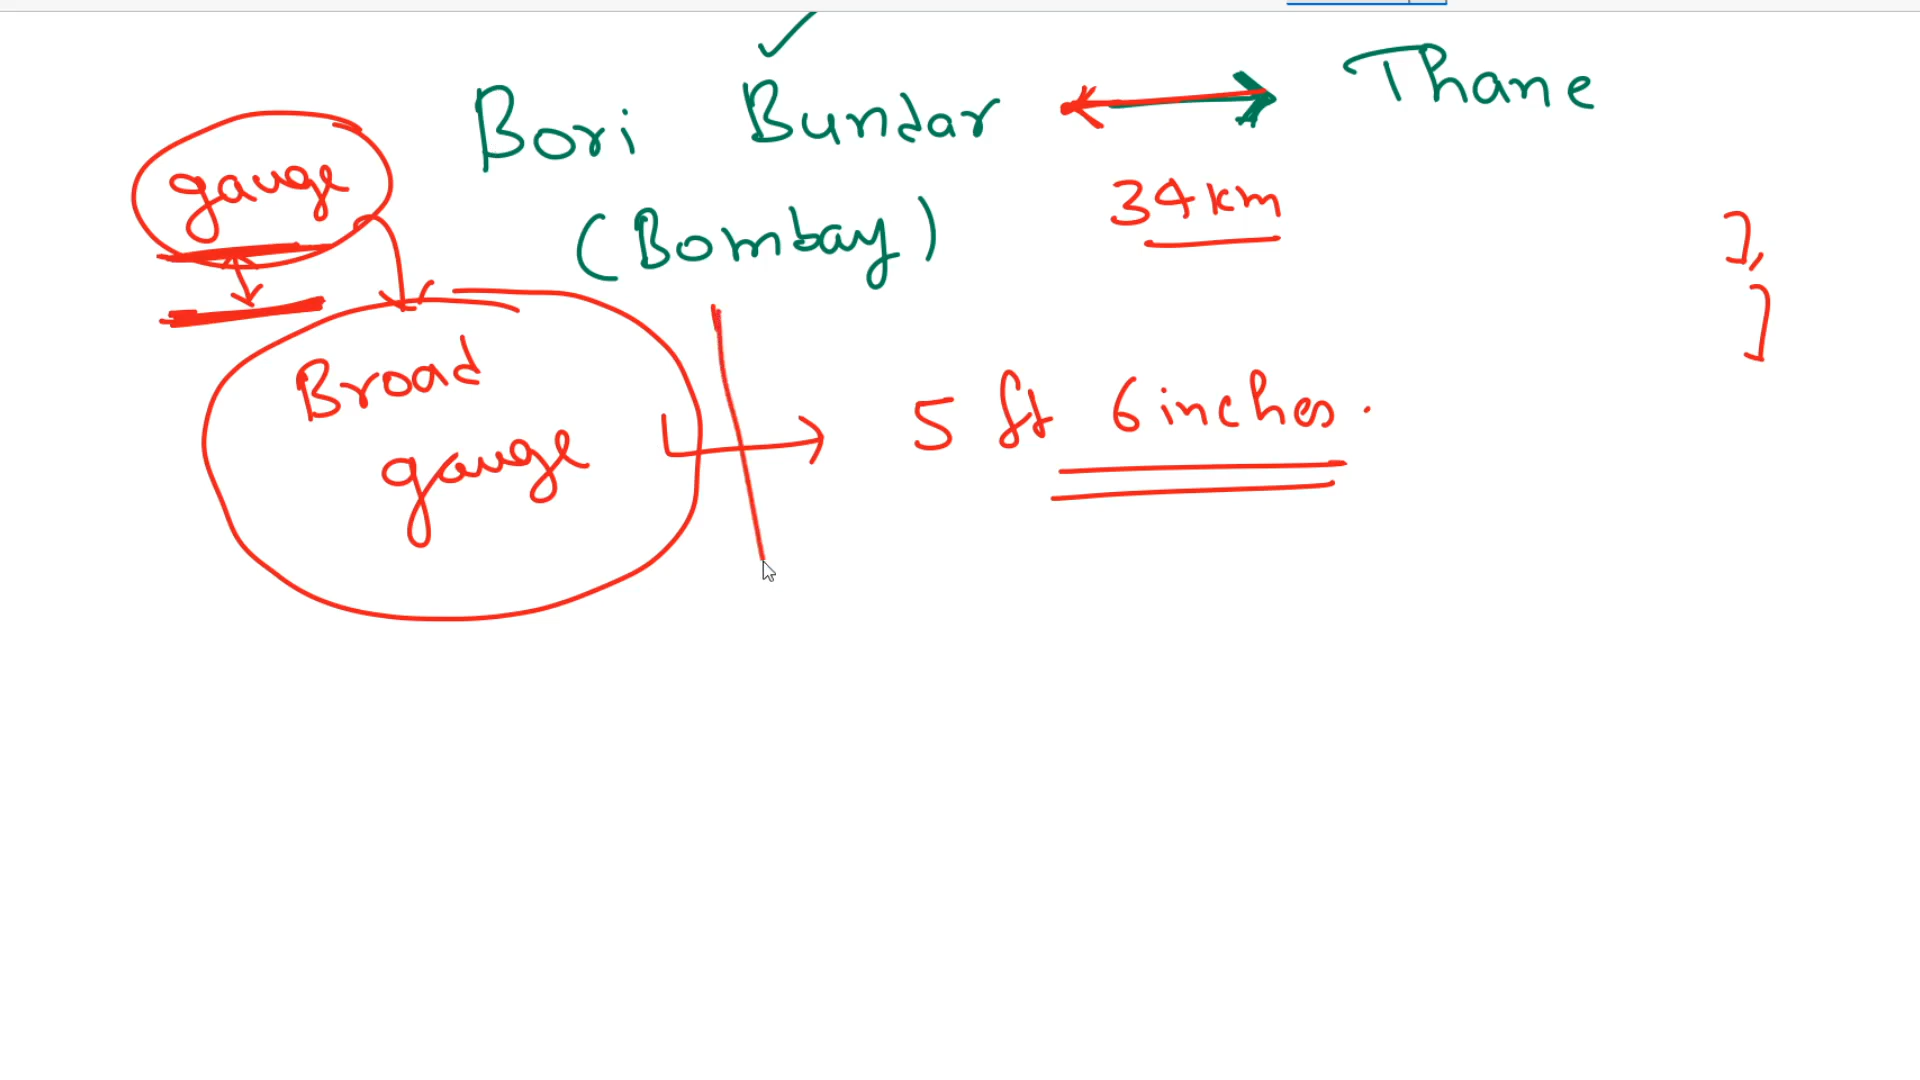 Bori Bundar Thane
gauge
34km
(Bombay)
Broad
gauge
5 ft 6 inches.